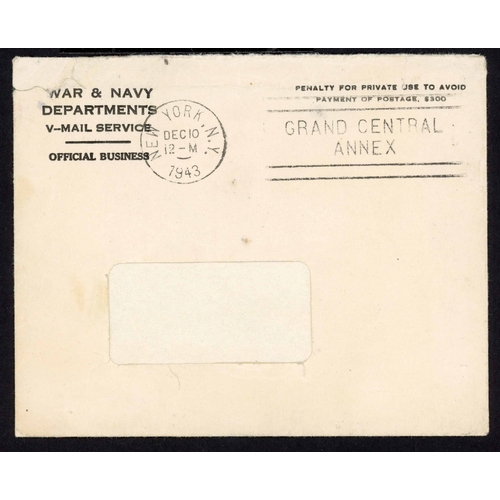 WAR & NAVY
DEPARTMENTS
V-MAIL SERVICE
OFFICIAL BUSINESS
NEW YORK, N.Y.
DEC 10
12-M
1943
PENALTY FOR PRIVATE USE TO AVOID
PAYMENT OF POSTAGE, $300
GRAND CENTRAL
ANNEX